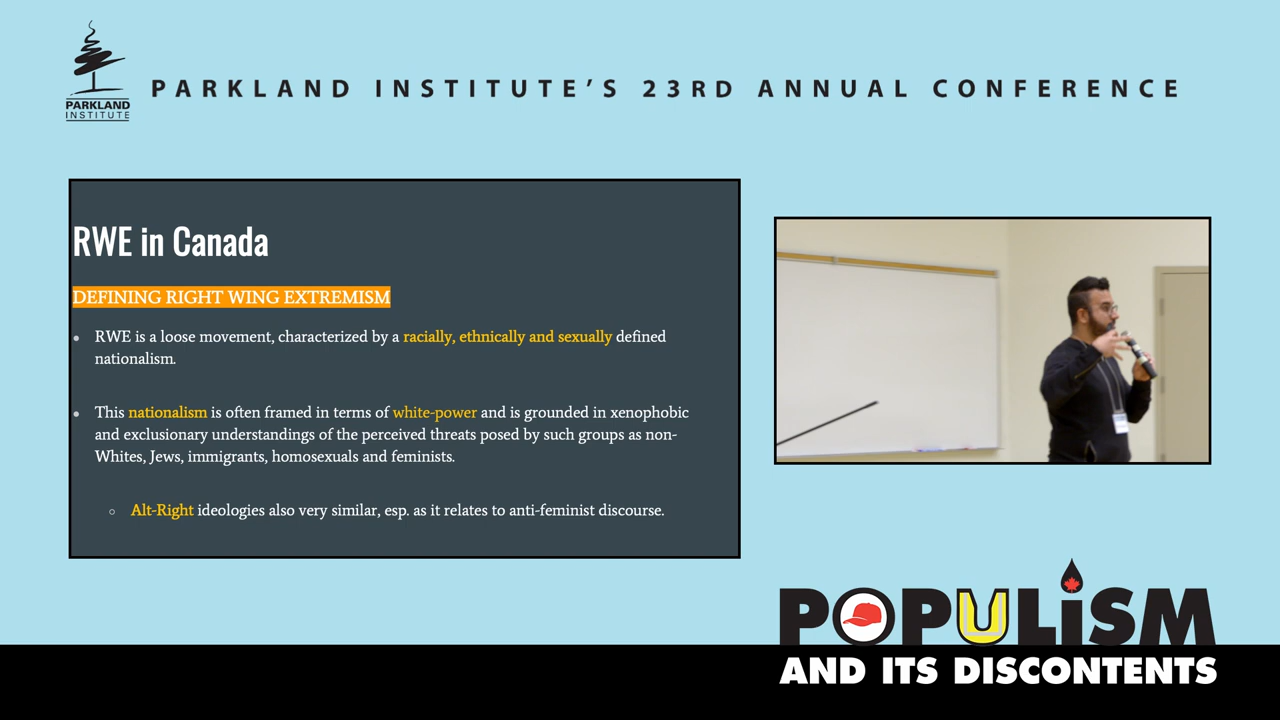 PARKLAND INSTITUTE'S 23RD ANNUAL CONFERENCE
PARKLAND
INSTITUTE
RWE in Canada
DEFINING RIGHT WING EXTREMISM
• RWE is a loose movement, characterized by a racially, ethnically and sexually defined
nationalism.
• This nationalism is often framed in terms of white-power and is grounded in xenophobic
and exclusionary understandings of the perceived threats posed by such groups as non-
Whites, Jews, immigrants, homosexuals and feminists.
○ Alt-Right ideologies also very similar, esp. as it relates to anti-feminist discourse.
POPULiSM
AND ITS DISCONTENTS